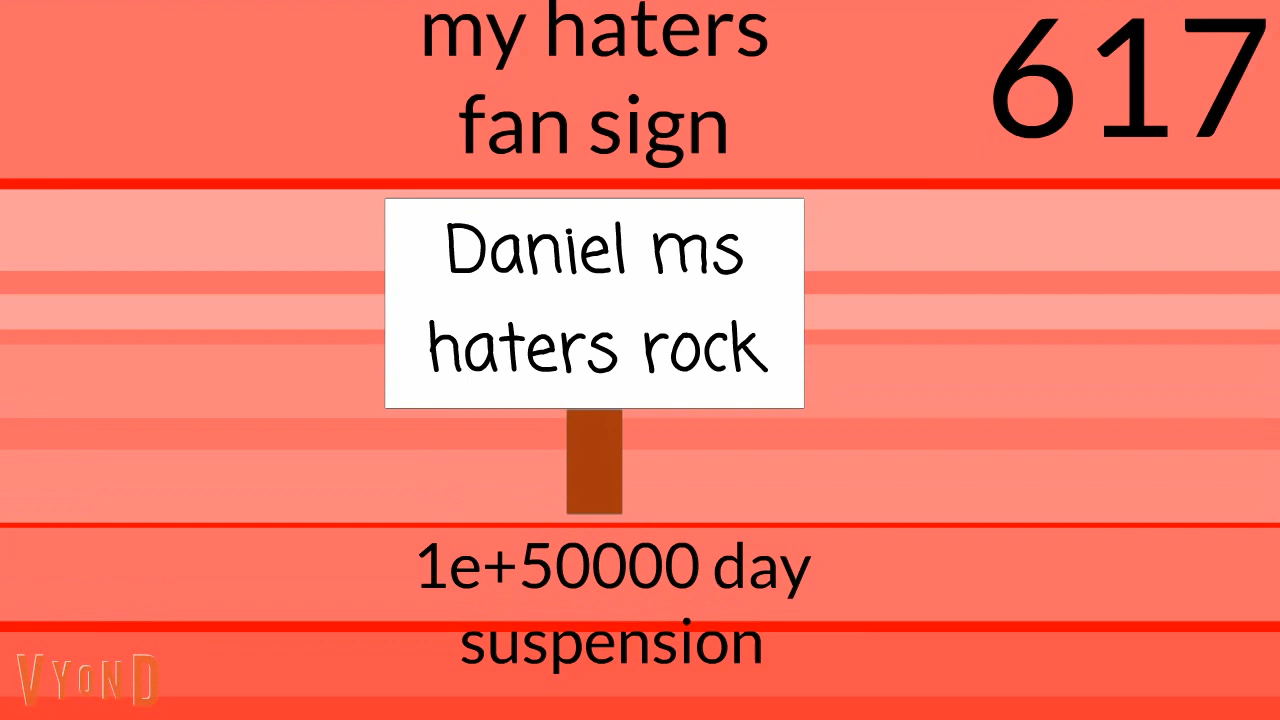 my haters
fan sign
617
Daniel ms
haters rock
1e+50000 day
suspension
VYOND